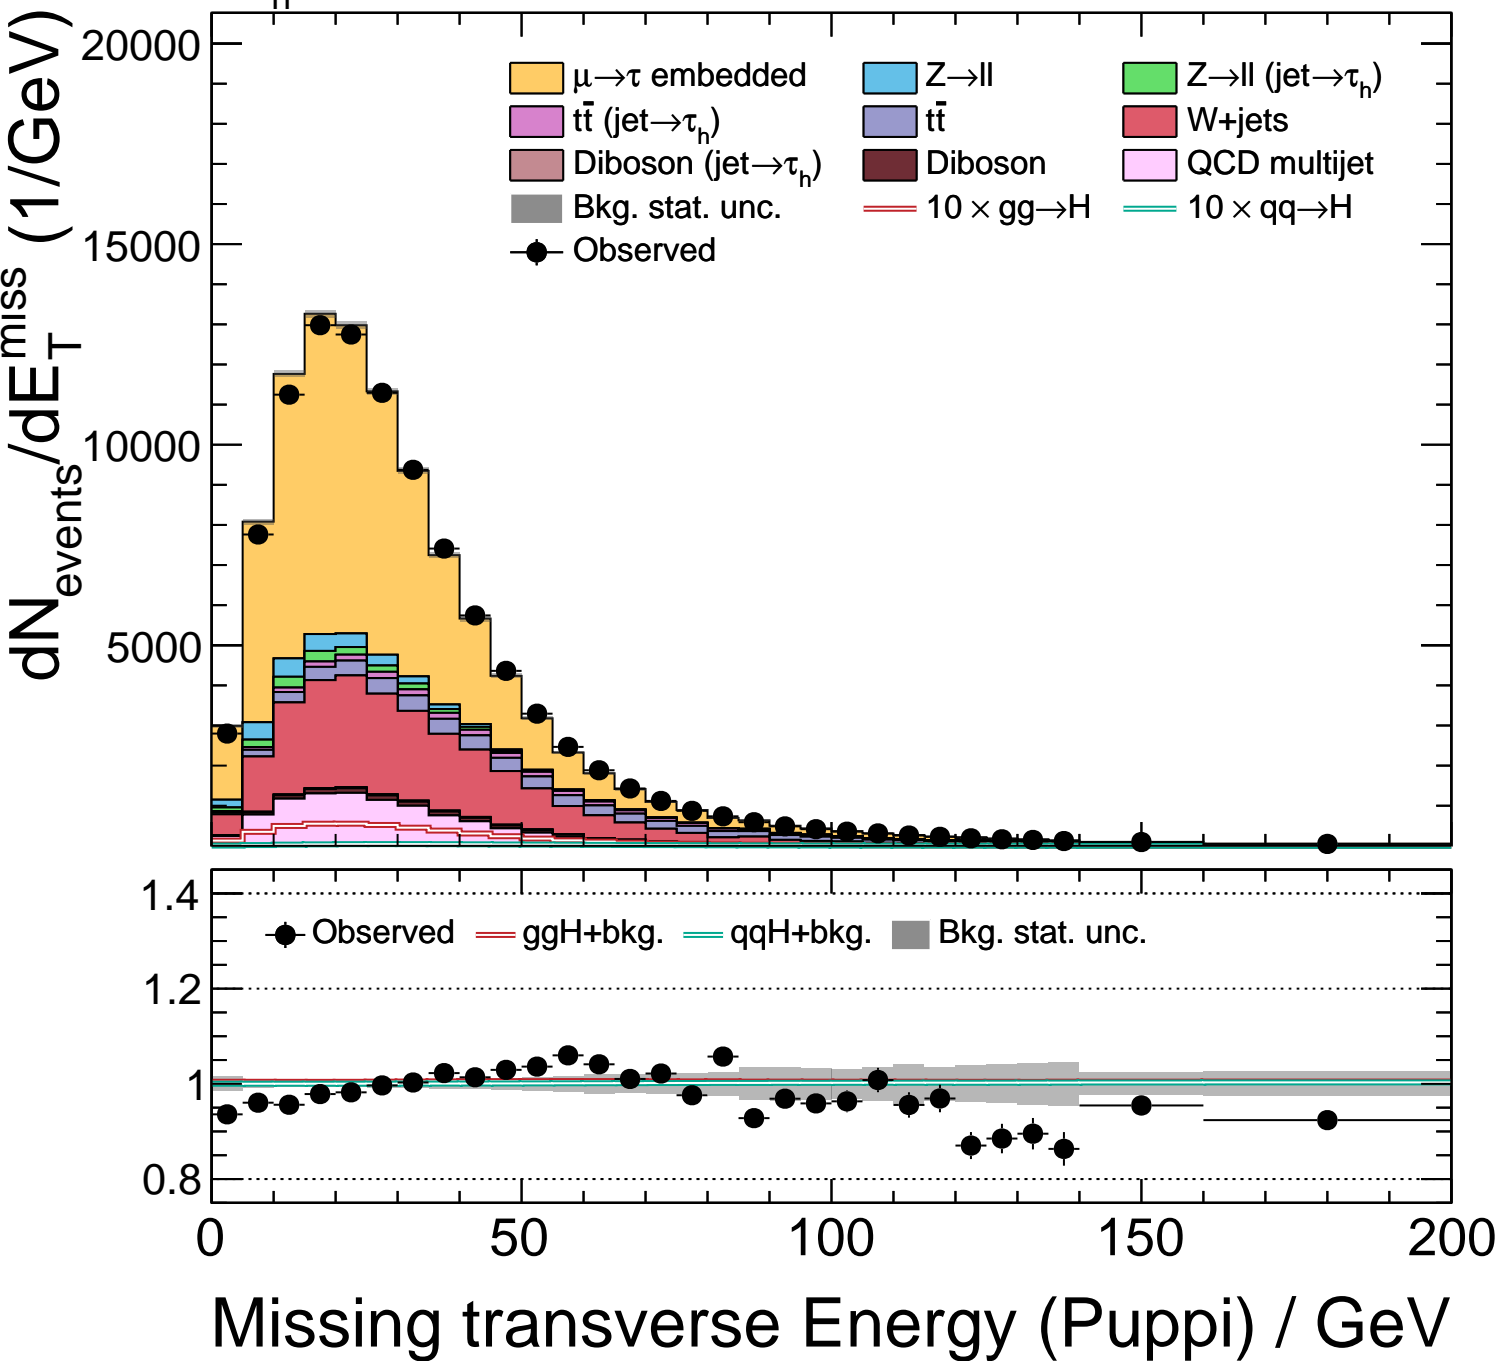 h
dN_events/dE_T^miss (1/GeV)
20000
15000
10000
5000
μ→τ embedded Z→ll Z→ll (jet→τ_h)
tt̄ (jet→τ_h) tt̄ W+jets
Diboson (jet→τ_h) Diboson QCD multijet
Bkg. stat. unc. 10 × gg→H 10 × qq→H
Observed
1.4
1.2
1
0.8
Observed ggH+bkg. qqH+bkg. Bkg. stat. unc.
0 50 100 150 200
Missing transverse Energy (Puppi) / GeV